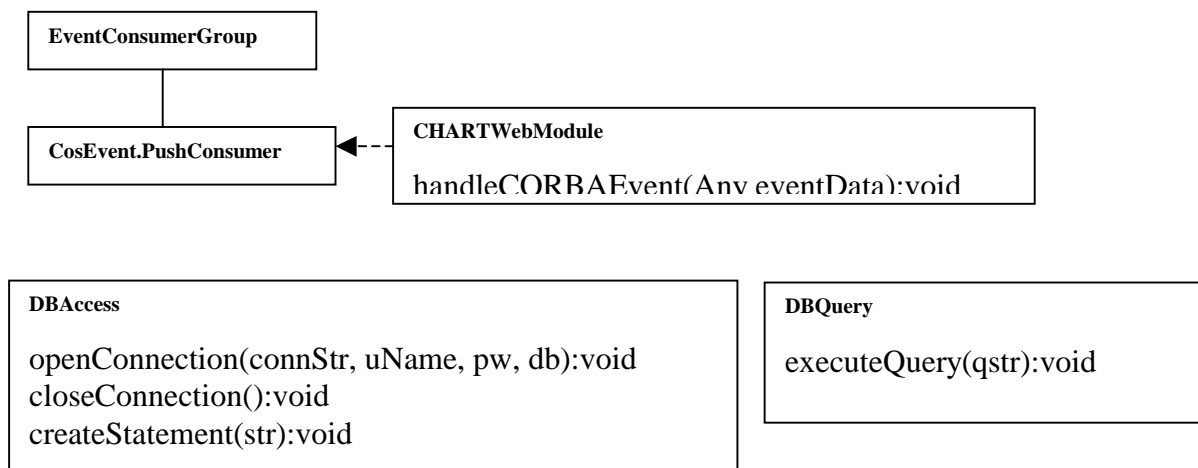 EventConsumerGroup
CosEvent.PushConsumer
CHARTWebModule
handleCORBAEvent(Any eventData):void
DBAccess
openConnection(connStr, uName, pw, db):void
closeConnection():void
createStatement(str):void
DBQuery
executeQuery(qstr):void